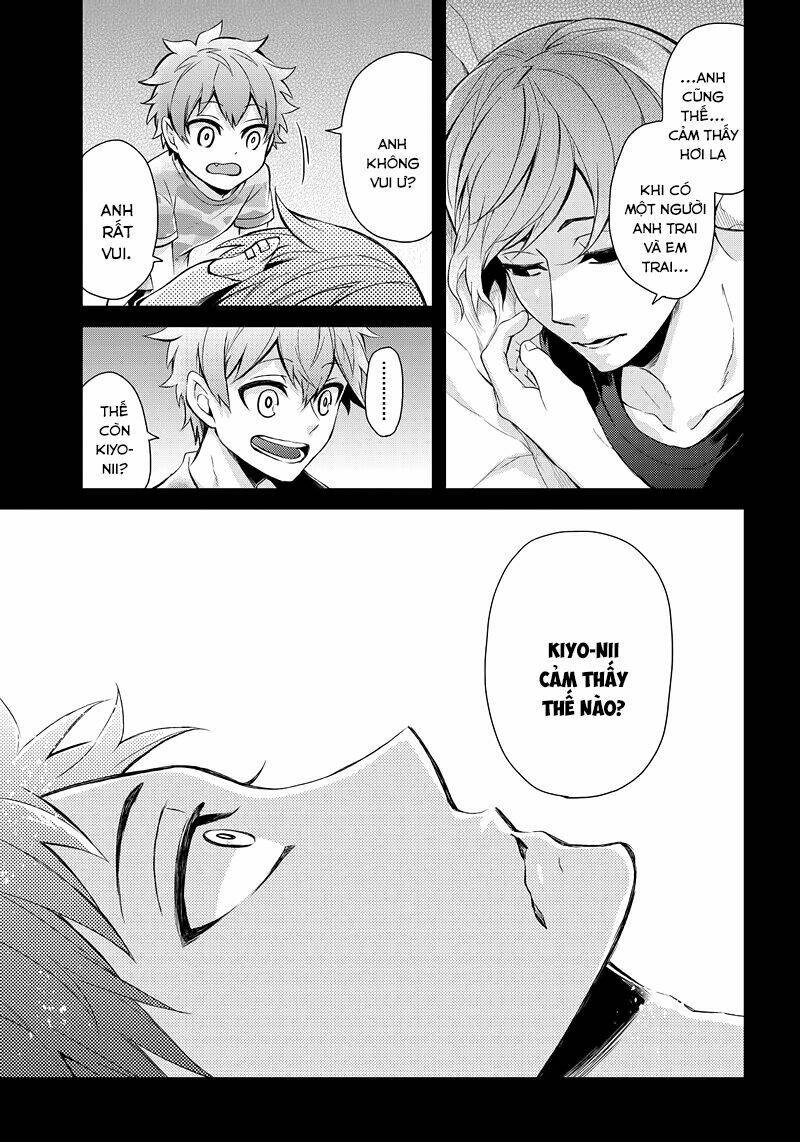 ...ANH
CŨNG
THẾ...
CẢM THẤY
HƠI LẠ
KHI CÓ
MỘT NGƯỜI
ANH TRAI
VÀ EM
TRAI...
ANH
KHÔNG
VUI Ư?
ANH
RẤT
VUI.
.........
THẾ
CÒN
KIYO-
NII?
KIYO-NII
CẢM THẤY
THẾ NÀO?